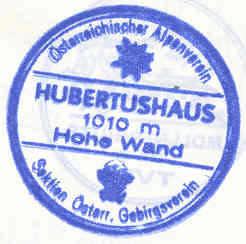 Österreichischer Alpenverein
HUBERTUSHAUS
1010 m
Hohe Wand
Sektion Österr. Gebirgsverein